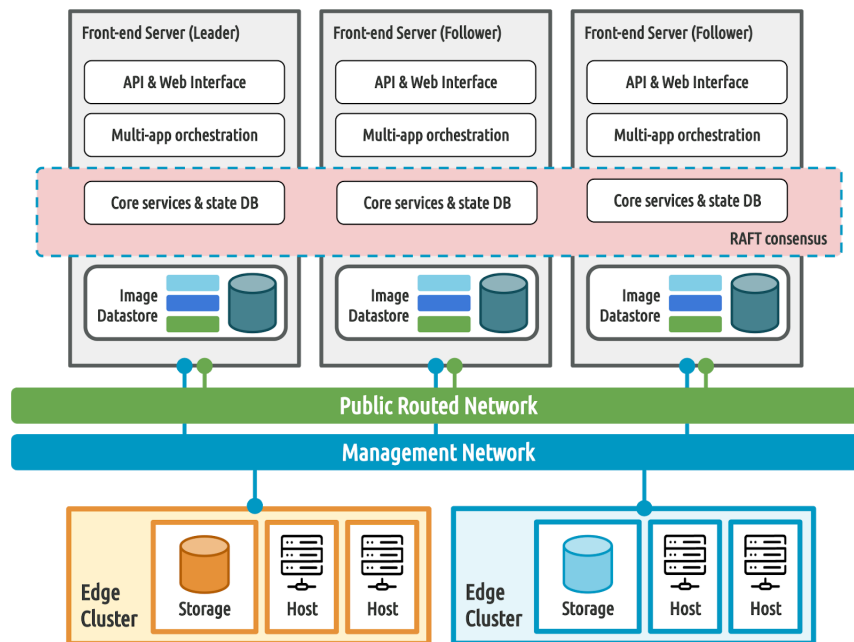 Front-end Server (Leader)
Front-end Server (Follower)
Front-end Server (Follower)
API & Web Interface
API & Web Interface
API & Web Interface
Multi-app orchestration
Multi-app orchestration
Multi-app orchestration
Core services & state DB
Core services & state DB
Core services & state DB
RAFT consensus
Image
Datastore
Image
Datastore
Image
Datastore
Public Routed Network
Management Network
Edge
Cluster
Storage
Host
Host
Edge
Cluster
Storage
Host
Host